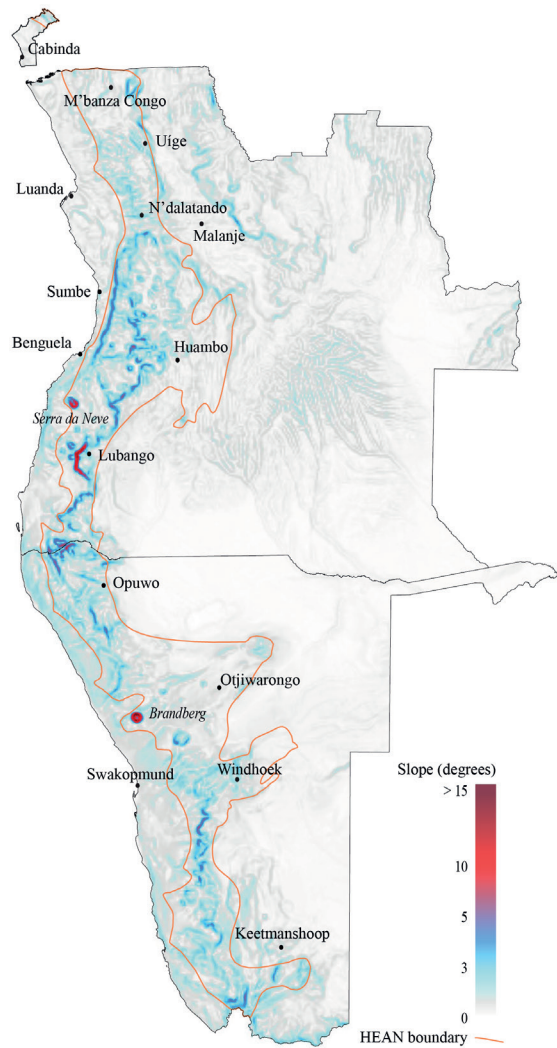 Cabinda
M'banza Congo
Uíge
Luanda
N'dalatando
Malanje
Sumbe
Benguela
Huambo
Serra da Neve
Lubango
Opuwo
Otjiwarongo
Brandberg
Swakopmund
Windhoek
Slope (degrees)
> 15
10
5
3
0
Keetmanshoop
HEAN boundary